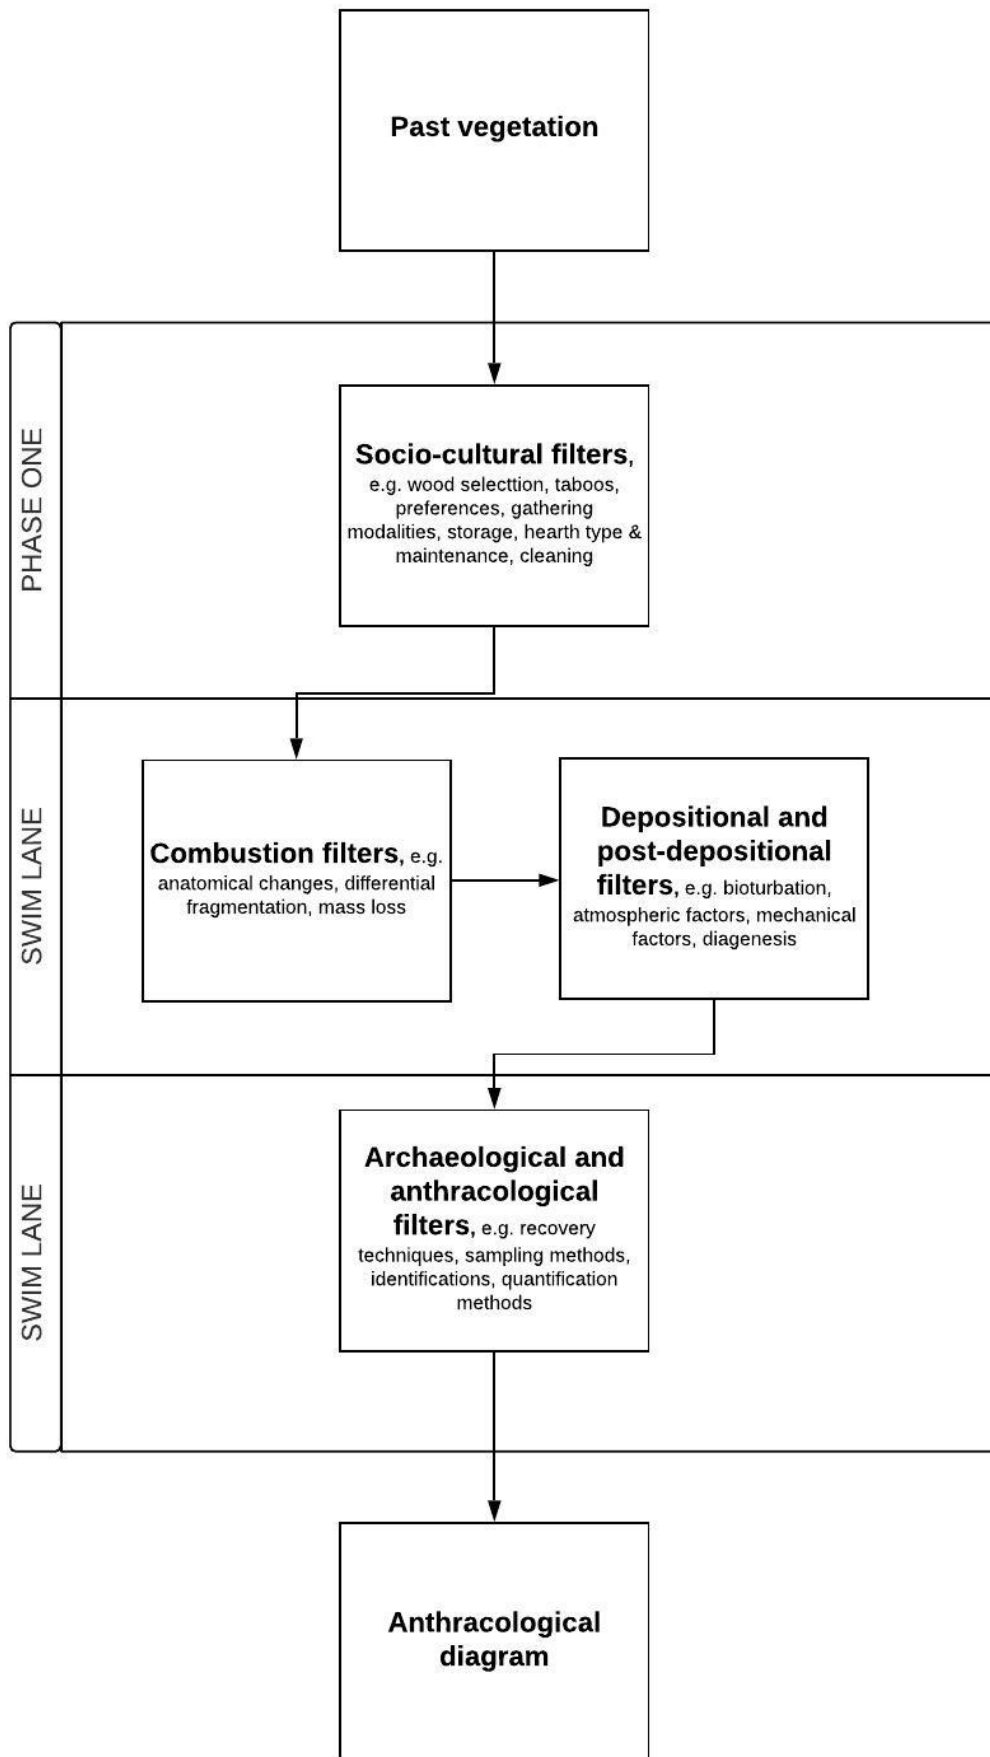 Past vegetation
PHASE ONE
Socio-cultural filters,
e.g. wood selecttion, taboos,
preferences, gathering
modalities, storage, hearth type &
maintenance, cleaning
SWIM LANE
Combustion filters, e.g.
anatomical changes, differential
fragmentation, mass loss
Depositional and
post-depositional
filters, e.g. bioturbation,
atmospheric factors, mechanical
factors, diagenesis
SWIM LANE
Archaeological and
anthracological
filters, e.g. recovery
techniques, sampling methods,
identifications, quantification
methods
Anthracological
diagram